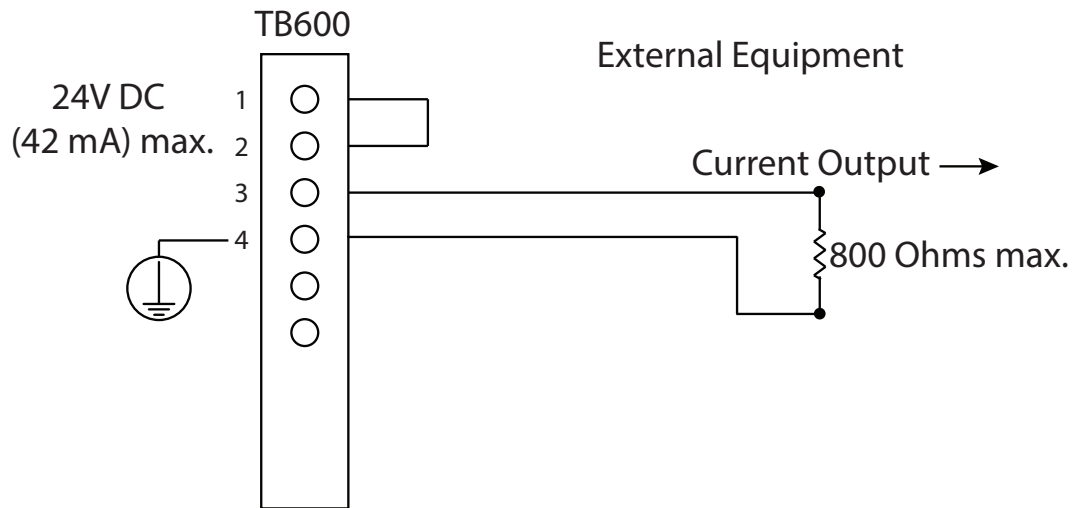 TB600
External Equipment
24V DC
(42 mA) max.
1
2
3
4
Current Output
800 Ohms max.